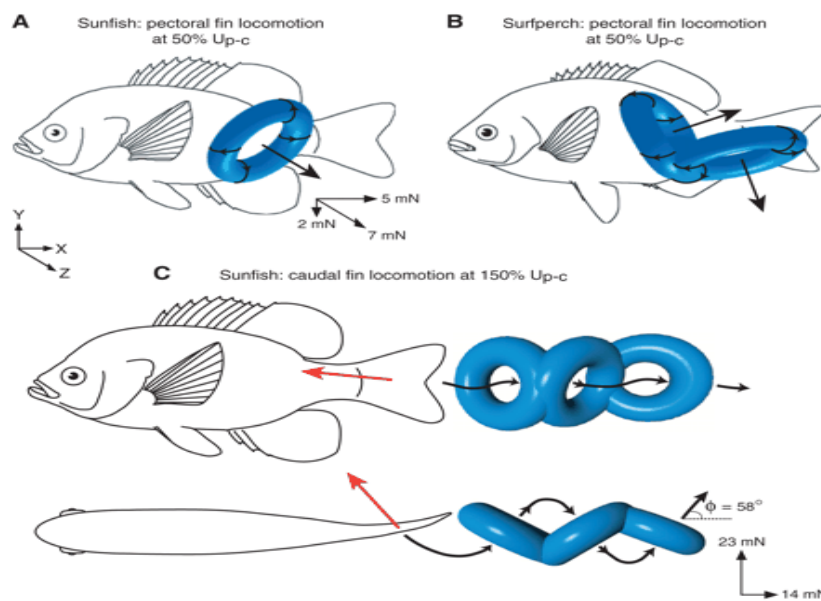 A Sunfish: pectoral fin locomotion
at 50% Up-c
B Surfperch: pectoral fin locomotion
at 50% Up-c
5 mN
2 mN
7 mN
Y
X
Z
C Sunfish: caudal fin locomotion at 150% Up-c
ϕ = 58°
23 mN
14 mN